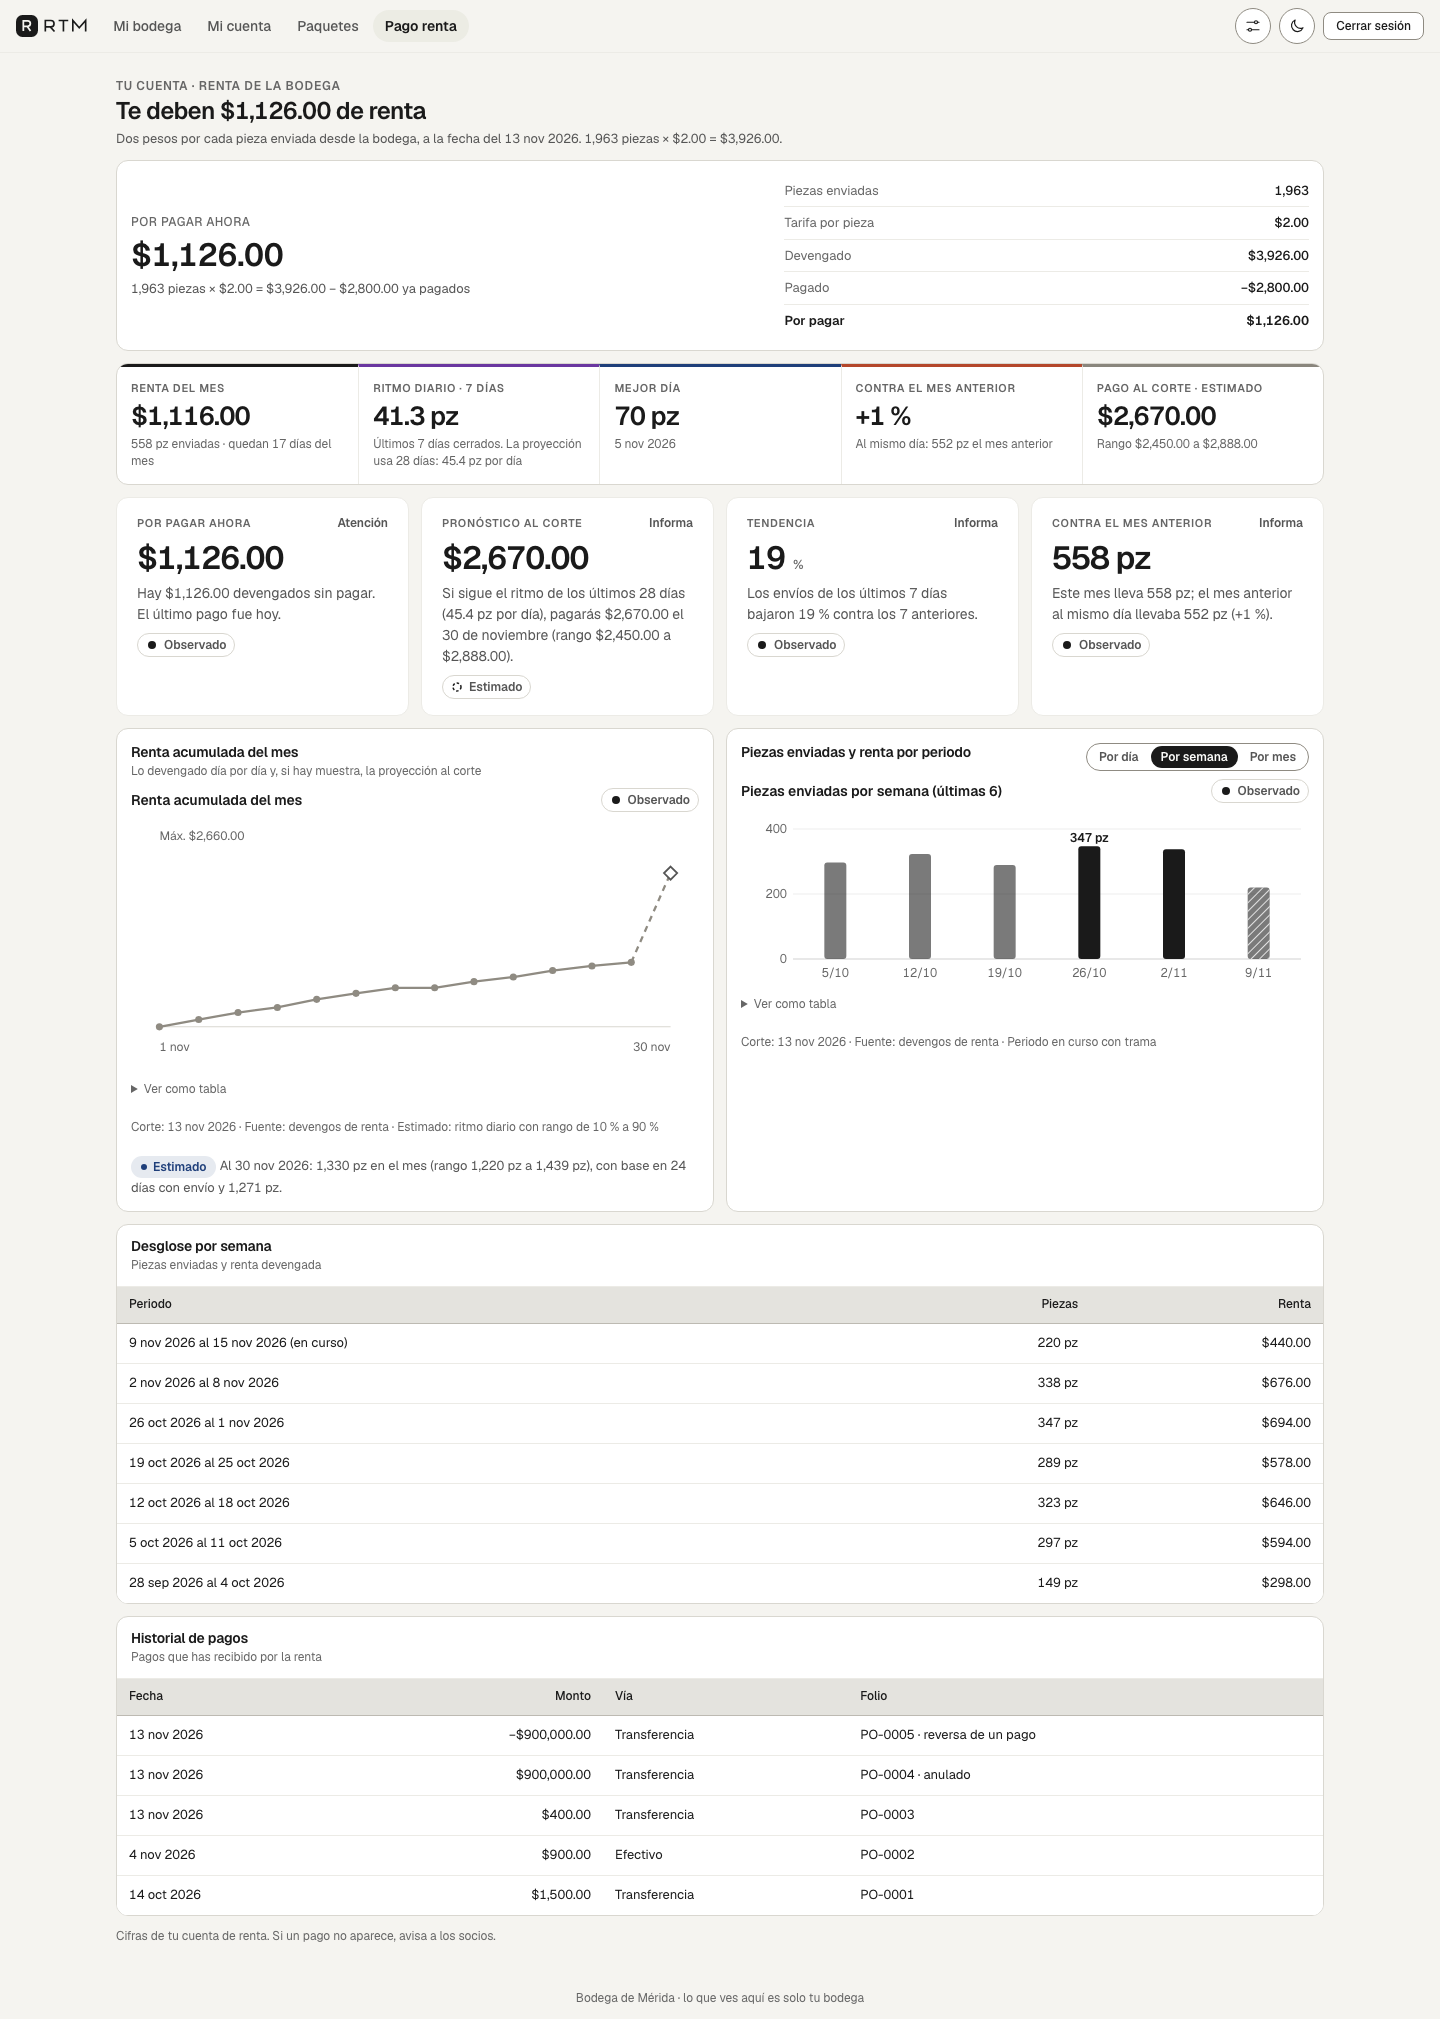 R RTM
Mi bodega
Mi cuenta
Paquetes
Pago renta
Cerrar sesión
TU CUENTA · RENTA DE LA BODEGA
Te deben $1,126.00 de renta
Dos pesos por cada pieza enviada desde la bodega, a la fecha del 13 nov 2026. 1,963 piezas × $2.00 = $3,926.00.
POR PAGAR AHORA
$1,126.00
1,963 piezas × $2.00 = $3,926.00 − $2,800.00 ya pagados
Piezas enviadas 1,963
Tarifa por pieza $2.00
Devengado $3,926.00
Pagado −$2,800.00
Por pagar $1,126.00
RENTA DEL MES
$1,116.00
558 pz enviadas · quedan 17 días del
mes
RITMO DIARIO · 7 DÍAS
41.3 pz
Últimos 7 días cerrados. La proyección
usa 28 días: 45.4 pz por día
MEJOR DÍA
70 pz
5 nov 2026
CONTRA EL MES ANTERIOR
+1 %
Al mismo día: 552 pz el mes anterior
PAGO AL CORTE · ESTIMADO
$2,670.00
Rango $2,450.00 a $2,888.00
POR PAGAR AHORA Atención
$1,126.00
Hay $1,126.00 devengados sin pagar.
El último pago fue hoy.
Observado
PRONÓSTICO AL CORTE Informa
$2,670.00
Si sigue el ritmo de los últimos 28 días
(45.4 pz por día), pagarás $2,670.00 el
30 de noviembre (rango $2,450.00 a
$2,888.00).
Estimado
TENDENCIA Informa
19 %
Los envíos de los últimos 7 días
bajaron 19 % contra los 7 anteriores.
Observado
CONTRA EL MES ANTERIOR Informa
558 pz
Este mes lleva 558 pz; el mes anterior
al mismo día llevaba 552 pz (+1 %).
Observado
Renta acumulada del mes
Lo devengado día por día y, si hay muestra, la proyección al corte
Renta acumulada del mes Observado
Máx. $2,660.00
1 nov 30 nov
Ver como tabla
Corte: 13 nov 2026 · Fuente: devengos de renta · Estimado: ritmo diario con rango de 10 % a 90 %
Estimado Al 30 nov 2026: 1,330 pz en el mes (rango 1,220 pz a 1,439 pz), con base en 24
días con envío y 1,271 pz.
Piezas enviadas y renta por periodo Por día Por semana Por mes
Piezas enviadas por semana (últimas 6) Observado
400
347 pz
200
0
5/10 12/10 19/10 26/10 2/11 9/11
Ver como tabla
Corte: 13 nov 2026 · Fuente: devengos de renta · Periodo en curso con trama
Desglose por semana
Piezas enviadas y renta devengada
Periodo Piezas Renta
9 nov 2026 al 15 nov 2026 (en curso) 220 pz $440.00
2 nov 2026 al 8 nov 2026 338 pz $676.00
26 oct 2026 al 1 nov 2026 347 pz $694.00
19 oct 2026 al 25 oct 2026 289 pz $578.00
12 oct 2026 al 18 oct 2026 323 pz $646.00
5 oct 2026 al 11 oct 2026 297 pz $594.00
28 sep 2026 al 4 oct 2026 149 pz $298.00
Historial de pagos
Pagos que has recibido por la renta
Fecha Monto Vía Folio
13 nov 2026 −$900,000.00 Transferencia PO-0005 · reversa de un pago
13 nov 2026 $900,000.00 Transferencia PO-0004 · anulado
13 nov 2026 $400.00 Transferencia PO-0003
4 nov 2026 $900.00 Efectivo PO-0002
14 oct 2026 $1,500.00 Transferencia PO-0001
Cifras de tu cuenta de renta. Si un pago no aparece, avisa a los socios.
Bodega de Mérida · lo que ves aquí es solo tu bodega